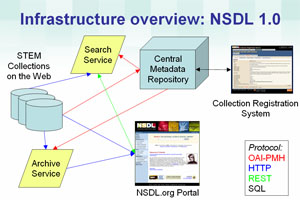 Infrastructure overview: NSDL 1.0
STEM
Collections
on the Web
Search
Service
Central
Metadata
Repository
Collection Registration
System
Archive
Service
NSDL
NSDL.org Portal
Protocol:
OAI-PMH
HTTP
REST
SQL